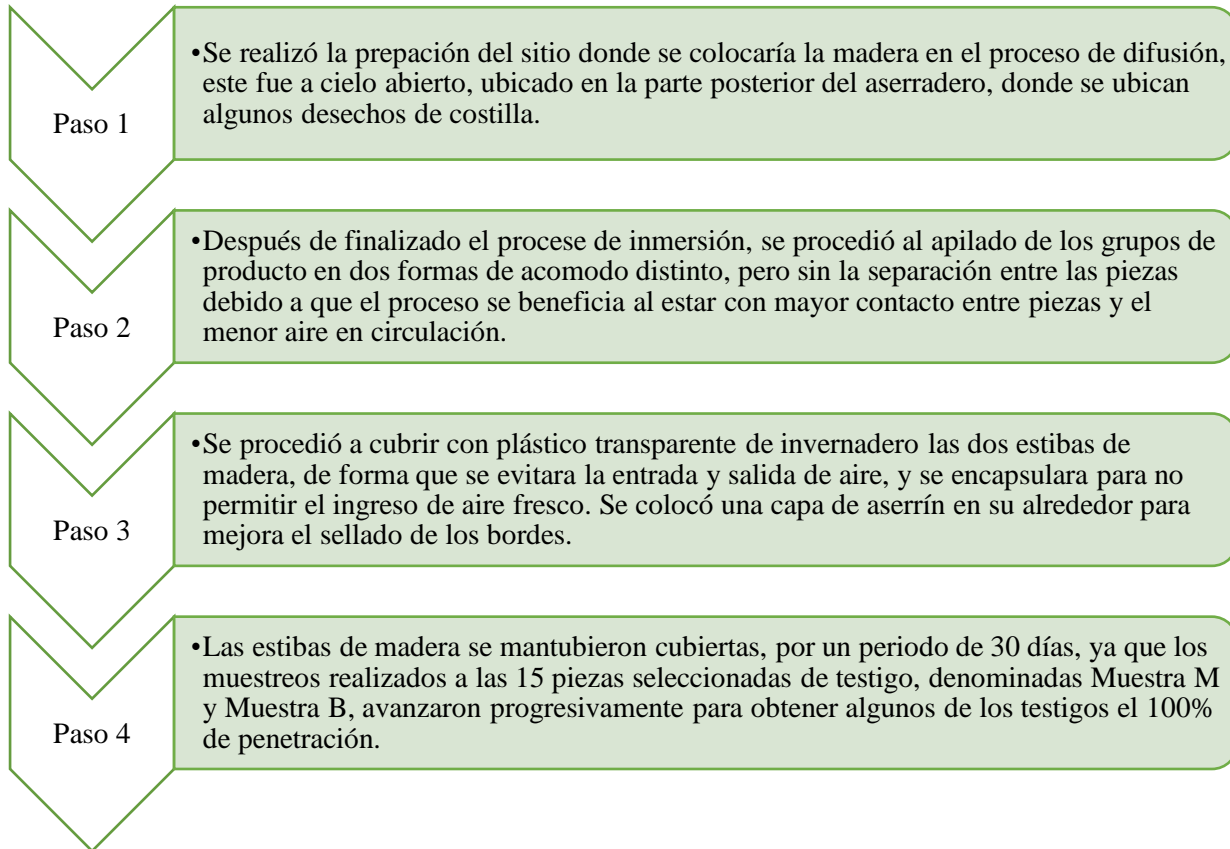 Paso 1
•Se realizó la prepación del sitio donde se colocaría la madera en el proceso de difusión,
este fue a cielo abierto, ubicado en la parte posterior del aserradero, donde se ubican
algunos desechos de costilla.
Paso 2
•Después de finalizado el procese de inmersión, se procedió al apilado de los grupos de
producto en dos formas de acomodo distinto, pero sin la separación entre las piezas
debido a que el proceso se beneficia al estar con mayor contacto entre piezas y el
menor aire en circulación.
Paso 3
•Se procedió a cubrir con plástico transparente de invernadero las dos estibas de
madera, de forma que se evitara la entrada y salida de aire, y se encapsulara para no
permitir el ingreso de aire fresco. Se colocó una capa de aserrín en su alrededor para
mejora el sellado de los bordes.
Paso 4
•Las estibas de madera se mantubieron cubiertas, por un periodo de 30 días, ya que los
muestreos realizados a las 15 piezas seleccionadas de testigo, denominadas Muestra M
y Muestra B, avanzaron progresivamente para obtener algunos de los testigos el 100%
de penetración.